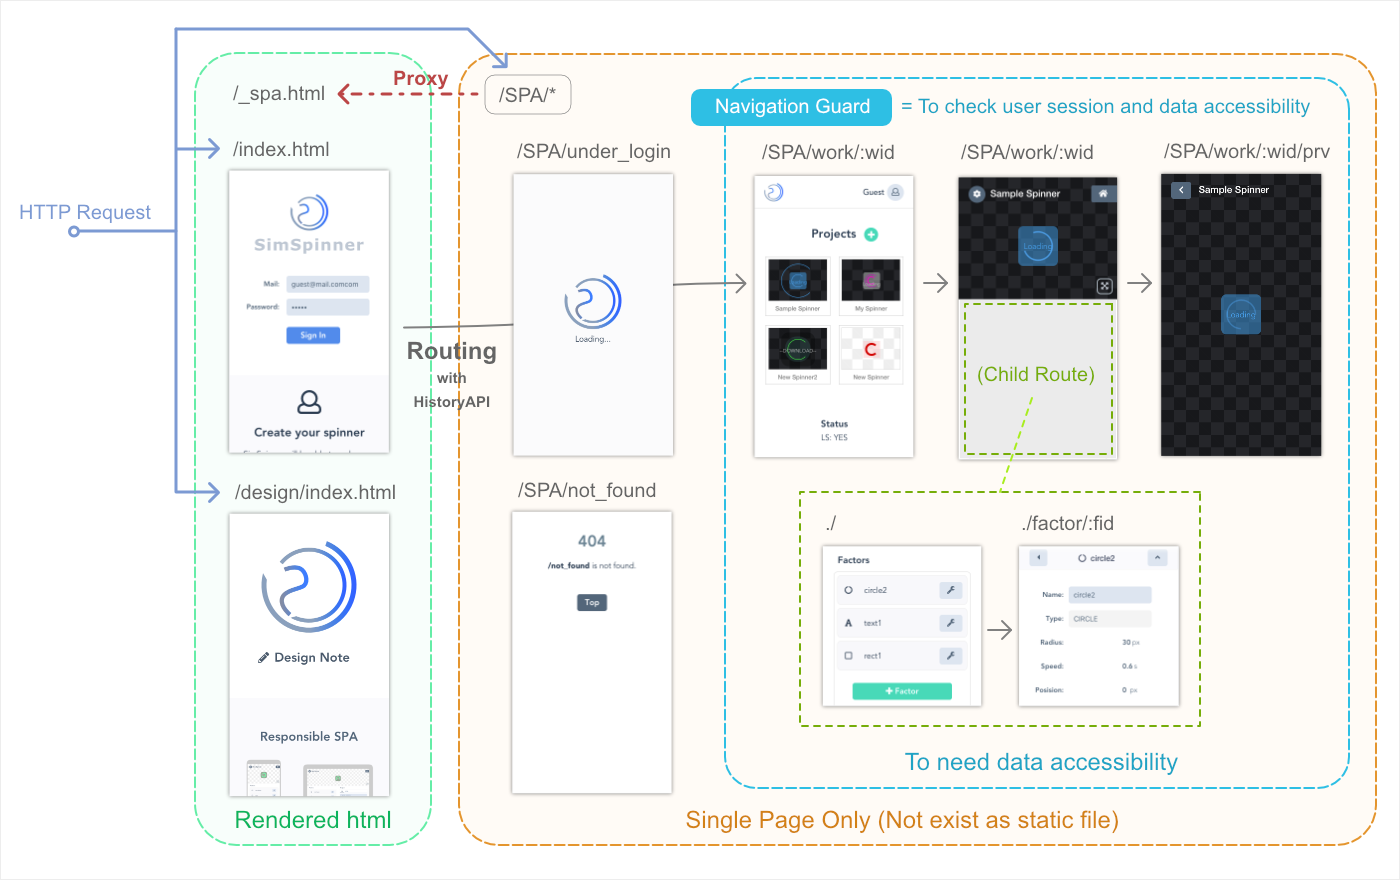 /_spa.html
Proxy
/SPA/*
Navigation Guard
= To check user session and data accessibility
HTTP Request
/index.html
SimSpinner
Mail:
guest@mail.comcom
Password:
•••••
Sign In
Create your spinner
/design/index.html
Design Note
Responsible SPA
Rendered html
Routing
with
HistoryAPI
/SPA/under_login
Loading...
/SPA/not_found
404
/not_found is not found.
Top
/SPA/work/:wid
Guest
Projects
Sample Spinner
My Spinner
-DOWNLOAD-
New Spinner2
C
New Spinner
Status
LS: YES
/SPA/work/:wid
Sample Spinner
Loading
(Child Route)
/SPA/work/:wid/prv
Sample Spinner
Loading
./
Factors
circle2
A text1
rect1
+ Factor
./factor/:fid
circle2
Name: circle2
Type: CIRCLE
Radius: 30 px
Speed: 0.6 s
Posision: 0 px
To need data accessibility
Single Page Only (Not exist as static file)